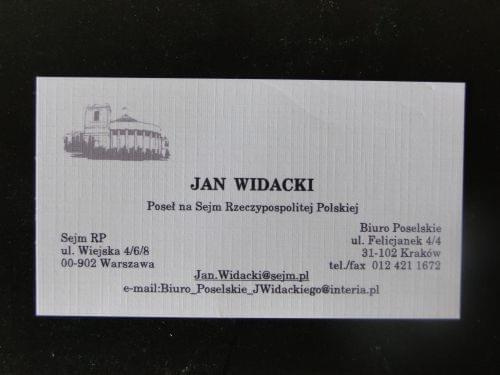 JAN WIDACKI
Poseł na Sejm Rzeczypospolitej Polskiej
Sejm RP
ul. Wiejska 4/6/8
00-902 Warszawa
Biuro Poselskie
ul. Felicjanek 4/4
31-102 Kraków
tel./fax 012 421 1672
Jan.Widacki@sejm.pl
e-mail:Biuro_Poselskie_JWidackiego@interia.pl